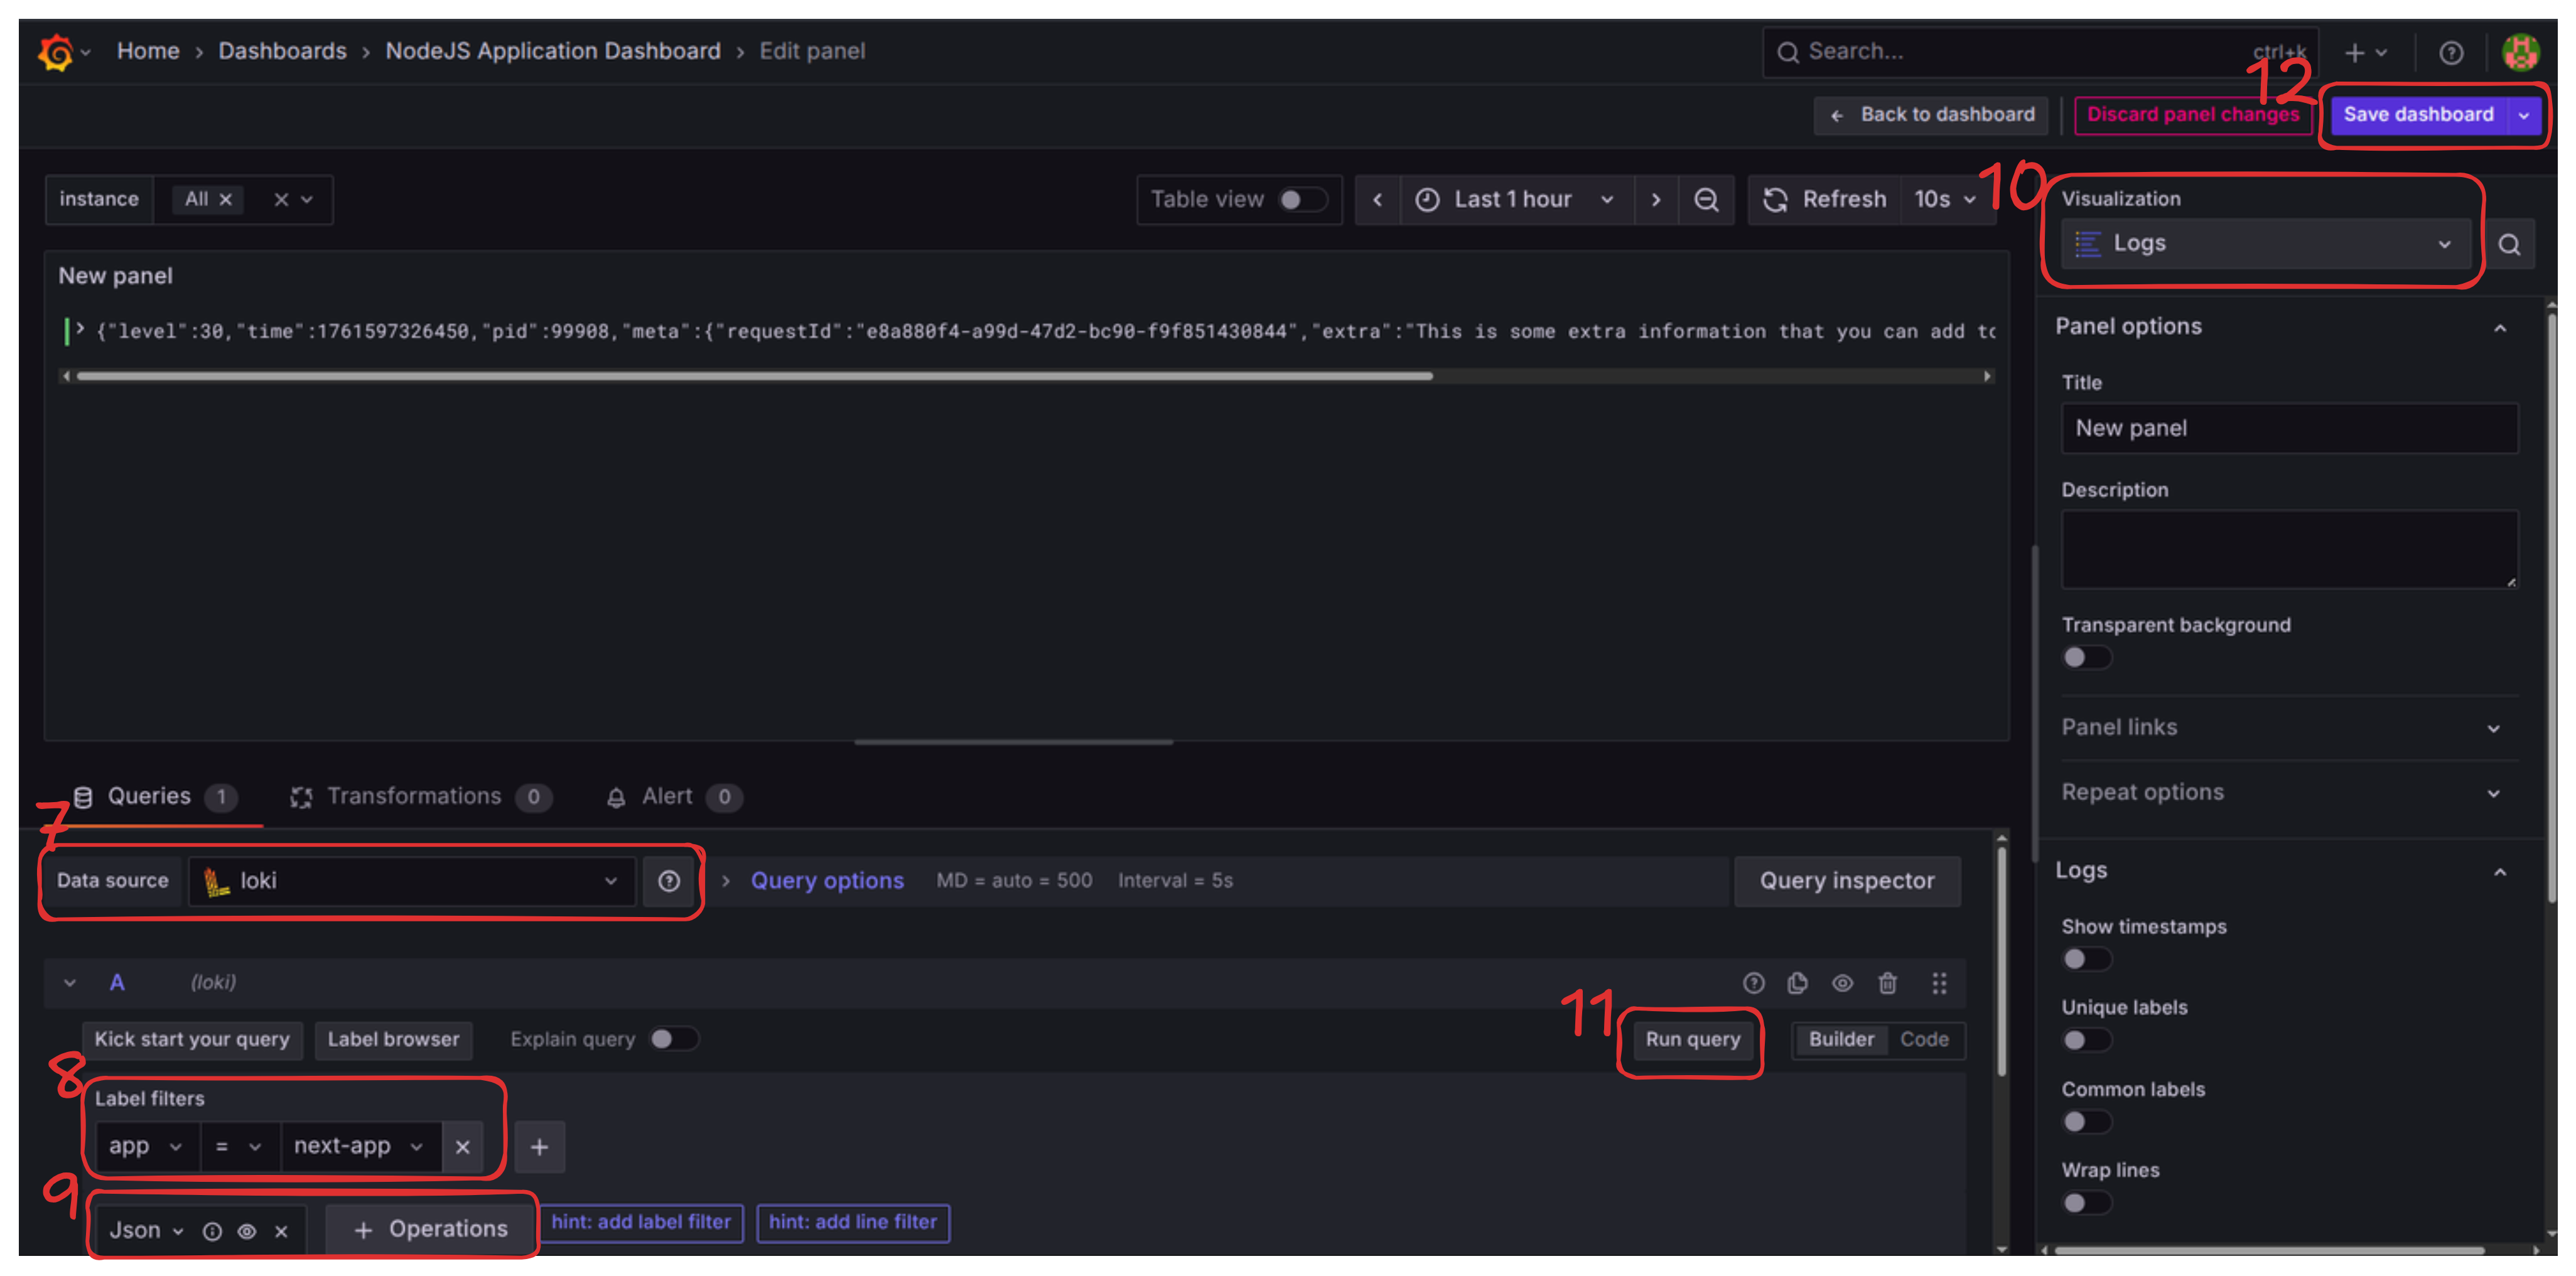 Home › Dashboards › NodeJS Application Dashboard › Edit panel
Search...
ctrl+k
12
Back to dashboard
Discard panel changes
Save dashboard
instance
All
Table view
Last 1 hour
Refresh
10s
10
Visualization
Logs
New panel
{"level":30,"time":1761597326450,"pid":99908,"meta":{"requestId":"e8a880f4-a99d-47d2-bc90-f9f851430844","extra":"This is some extra information that you can add to
Panel options
Title
New panel
Description
Transparent background
Panel links
Repeat options
Logs
Show timestamps
Unique labels
Common labels
Wrap lines
Queries 1
Transformations 0
Alert 0
7
Data source
loki
Query options
MD = auto = 500
Interval = 5s
Query inspector
A
(loki)
Kick start your query
Label browser
Explain query
11
Run query
Builder
Code
8
Label filters
app
=
next-app
+
9
Json
+ Operations
hint: add label filter
hint: add line filter